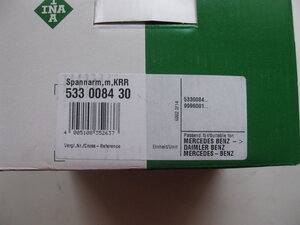 INA
Spannarm,m,KRR
533 0084 30
4 005108 352637
Vergl.Nr./Cross - Reference
Einheit/Unit
5330084...
9996001...
Passend für/Suitable for:
MERCEDES BENZ ->
DAIMLER BENZ
MERCEDES-BENZ